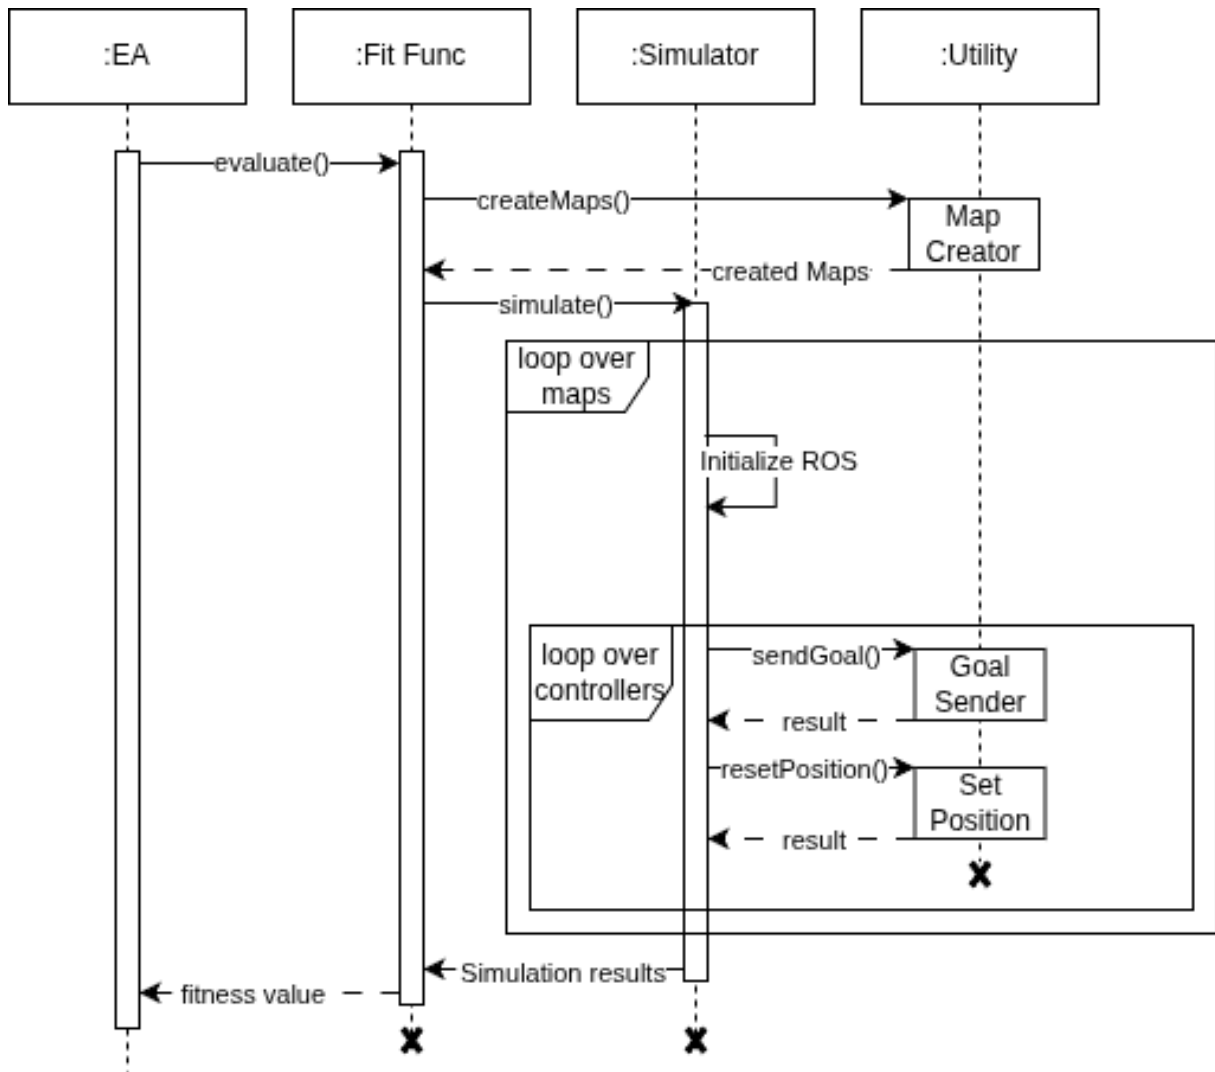 :EA
:Fit Func
:Simulator
:Utility
evaluate()
createMaps()
Map
Creator
created Maps
simulate()
loop over
maps
Initialize ROS
loop over
controllers
sendGoal()
Goal
Sender
result
resetPosition()
Set
Position
result
Simulation results
fitness value